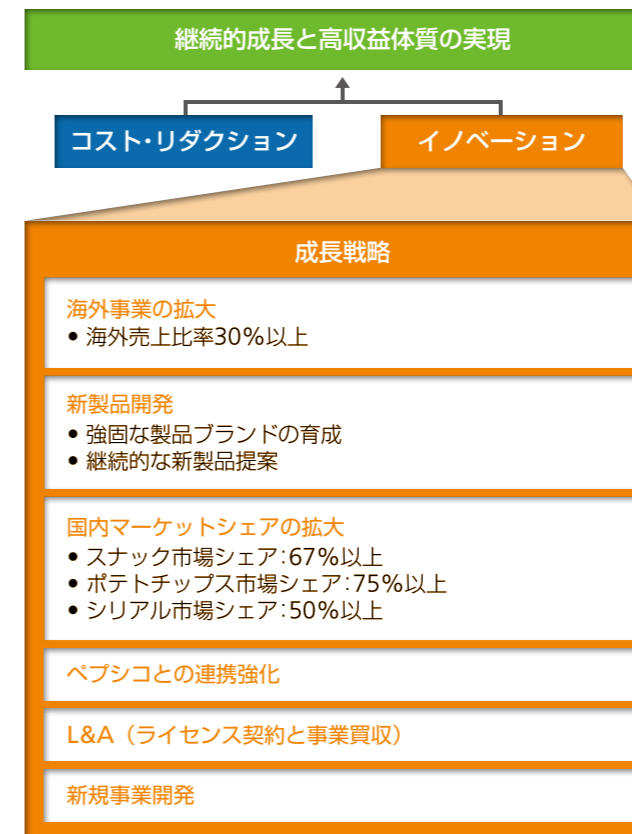 継続的成長と高収益体質の実現
コスト・リダクション
イノベーション
成長戦略
海外事業の拡大
• 海外売上比率30%以上
新製品開発
• 強固な製品ブランドの育成
• 継続的な新製品提案
国内マーケットシェアの拡大
• スナック市場シェア：67%以上
• ポテトチップス市場シェア：75%以上
• シリアル市場シェア：50%以上
ペプシコとの連携強化
L&A（ライセンス契約と事業買収）
新規事業開発